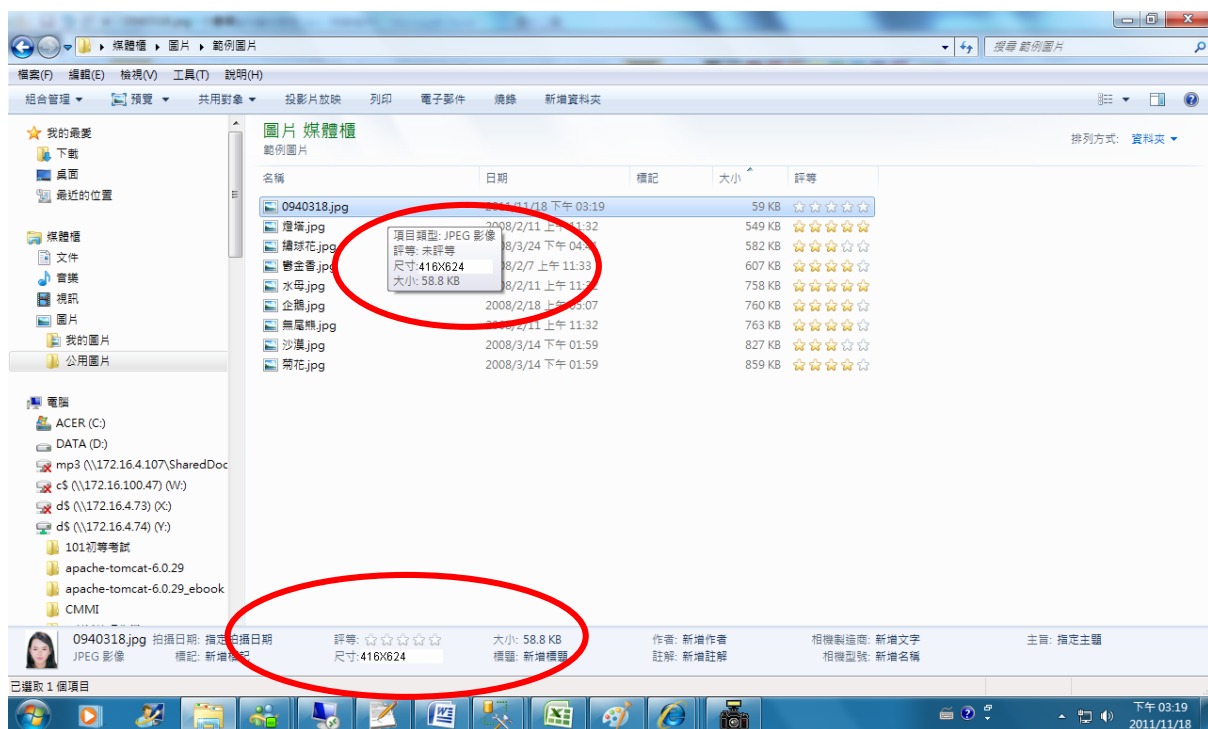 媒體櫃 ▸ 圖片 ▸ 範例圖片
搜尋 範例圖片
檔案(F) 編輯(E) 檢視(V) 工具(T) 說明(H)
組合管理 預覽 共用對象 投影片放映 列印 電子郵件 燒錄 新增資料夾
我的最愛
下載
桌面
最近的位置
媒體櫃
文件
音樂
視訊
圖片
我的圖片
公用圖片
電腦
ACER (C:)
DATA (D:)
mp3 (\\172.16.4.107\SharedDoc
c$ (\\172.16.100.47) (W:)
d$ (\\172.16.4.73) (X:)
d$ (\\172.16.4.74) (Y:)
101初等考試
apache-tomcat-6.0.29
apache-tomcat-6.0.29_ebook
CMMI
圖片 媒體櫃
範例圖片
排列方式: 資料夾
名稱 日期 標記 大小 評等
0940318.jpg 2011/11/18 下午 03:19 59 KB
燈塔.jpg 2008/2/11 上午 11:32 549 KB
繡球花.jpg 08/3/24 下午 04:41 582 KB
鬱金香.jpg 08/2/7 上午 11:33 607 KB
水母.jpg 08/2/11 上午 11:32 758 KB
企鵝.jpg 2008/2/18 上午 05:07 760 KB
無尾熊.jpg 2008/2/11 上午 11:32 763 KB
沙漠.jpg 2008/3/14 下午 01:59 827 KB
菊花.jpg 2008/3/14 下午 01:59 859 KB
項目類型: JPEG 影像
評等: 未評等
尺寸:416X624
大小: 58.8 KB
0940318.jpg 拍攝日期: 指定拍攝日期 評等: 大小: 58.8 KB 作者: 新增作者 相機製造商: 新增文字 主旨: 指定主題
JPEG 影像 標記: 新增標記 尺寸:416X624 標題: 新增標題 註解: 新增註解 相機型號: 新增名稱
已選取 1 個項目
下午 03:19
2011/11/18